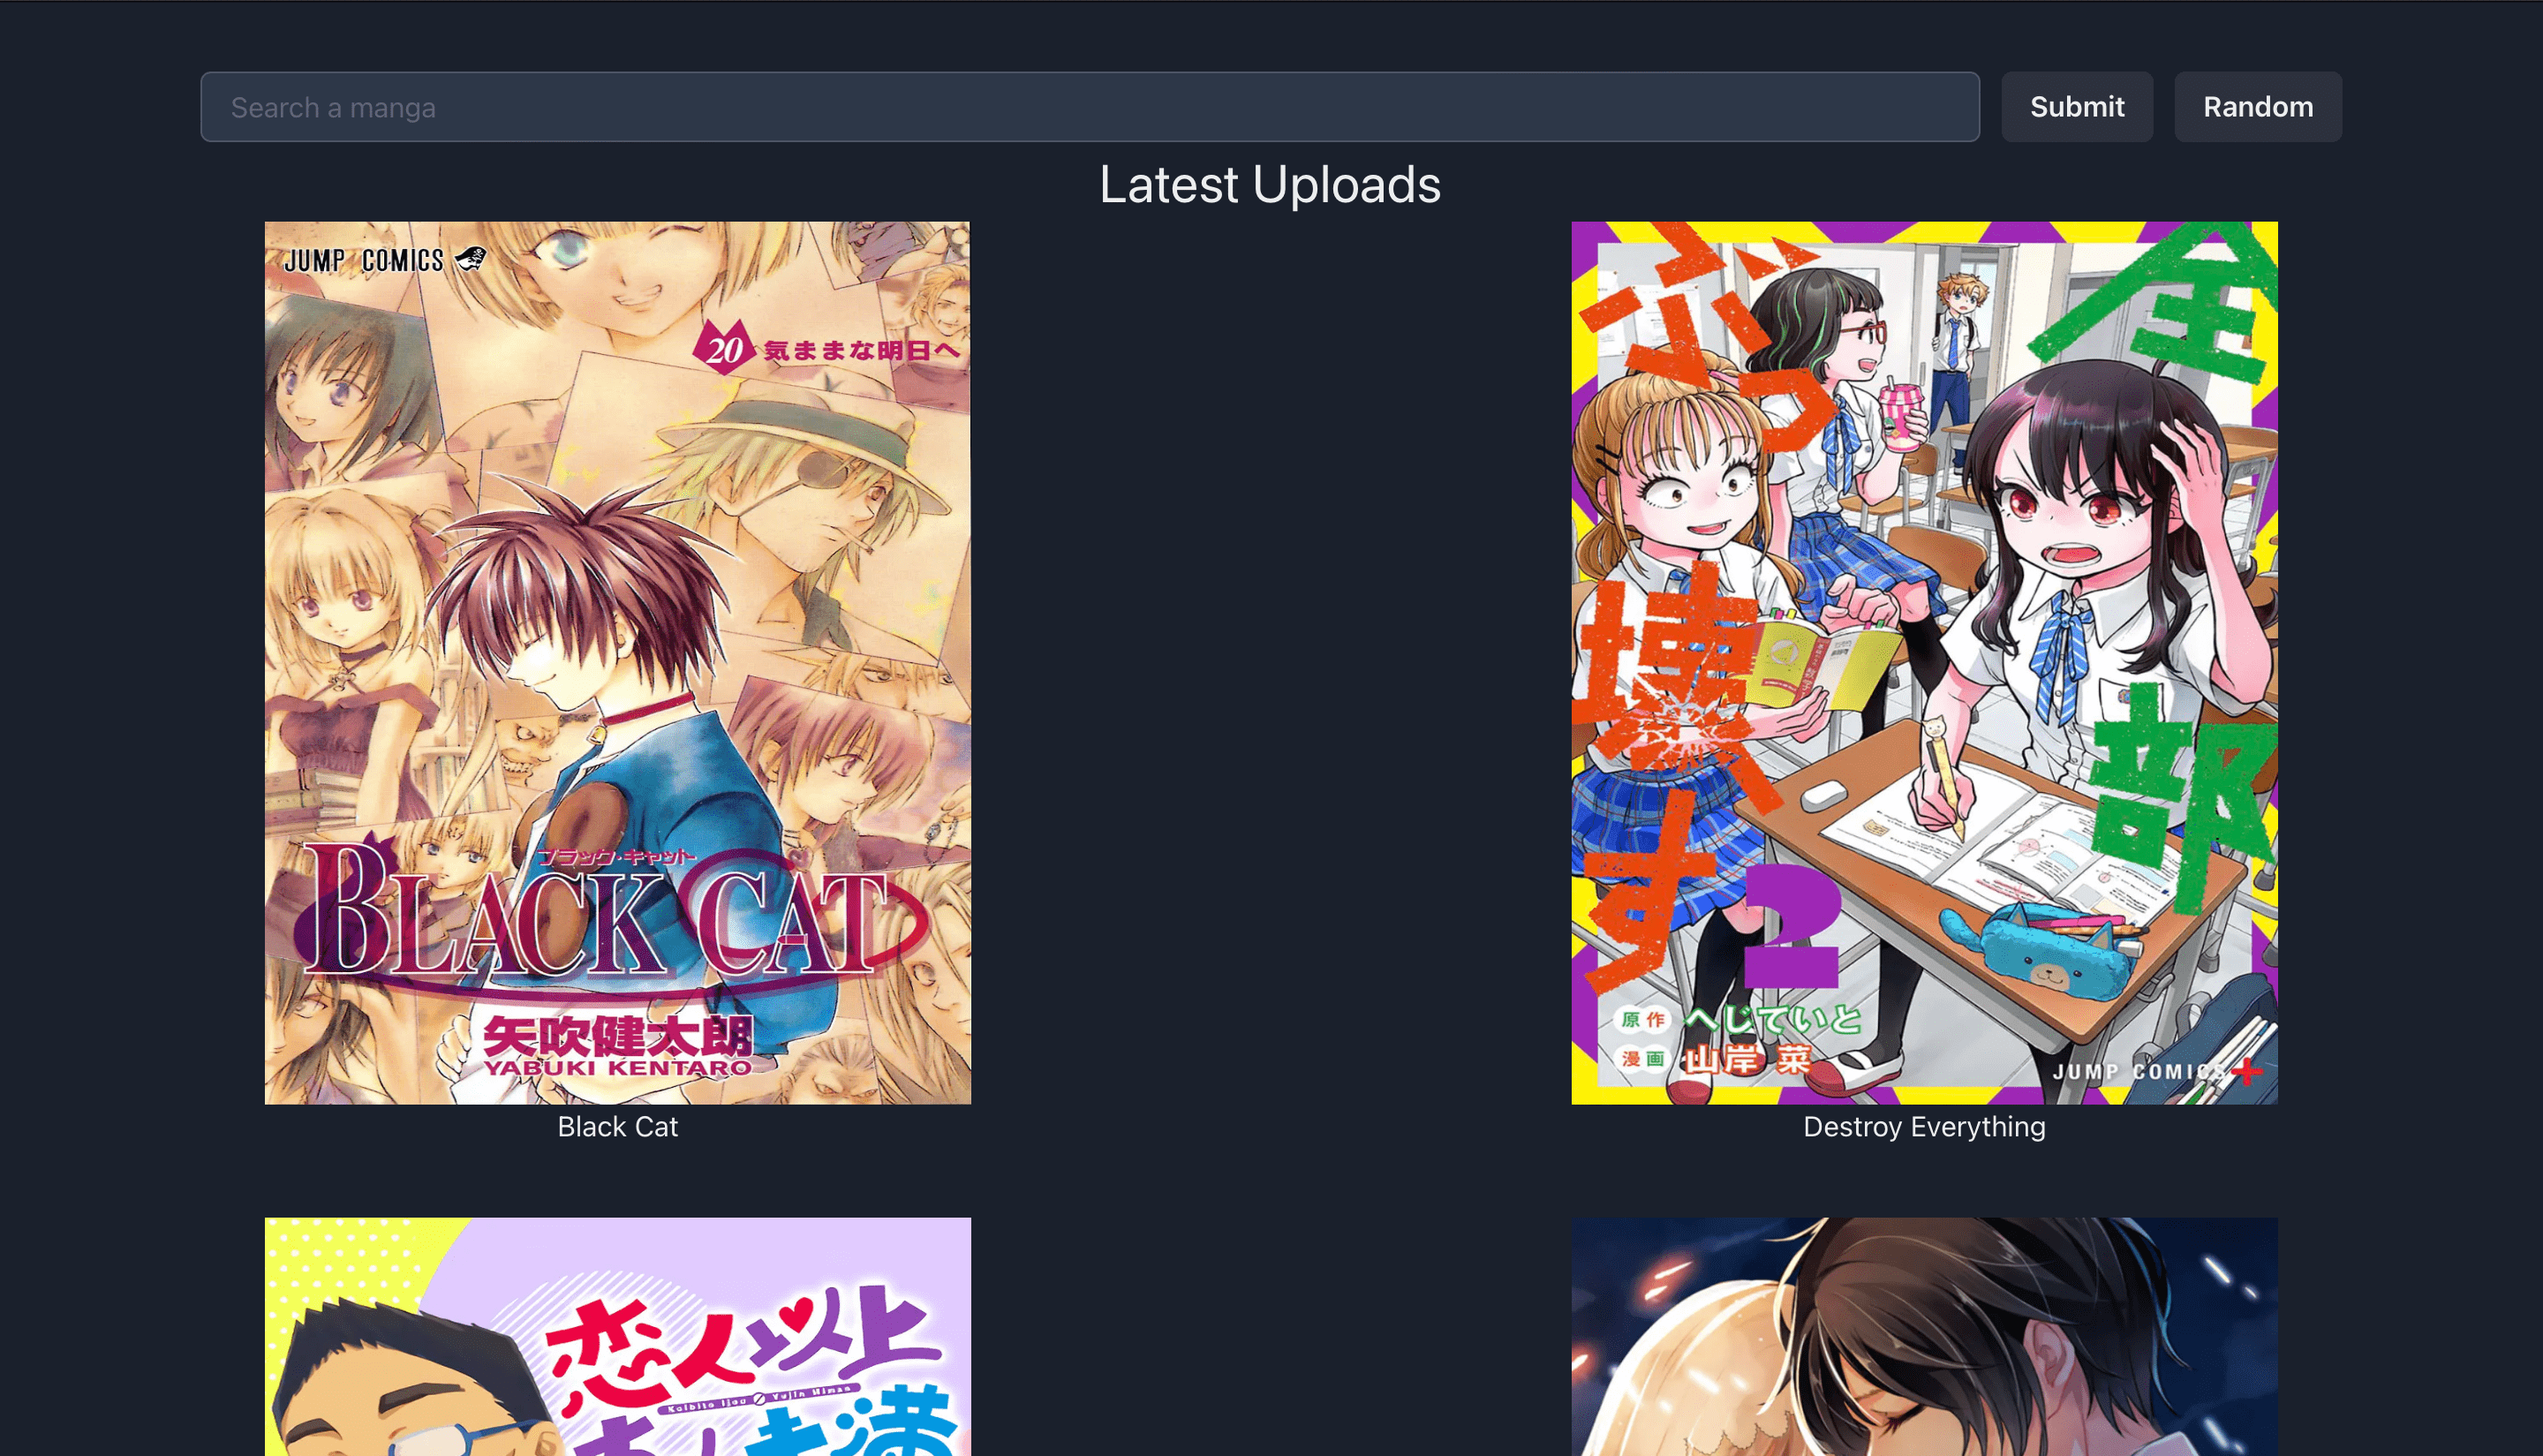 Search a manga
Submit
Random
Latest Uploads
JUMP COMICS
20 気ままな明日へ
ブラック・キャット
BLACK CAT
矢吹健太朗
YABUKI KENTARO
Black Cat
全部
ぶっ壊す
2
原作 へじていと
漫画 山岸菜
JUMP COMICS+
Destroy Everything
恋人以上
Koibito Ijou Yujin Miman
満